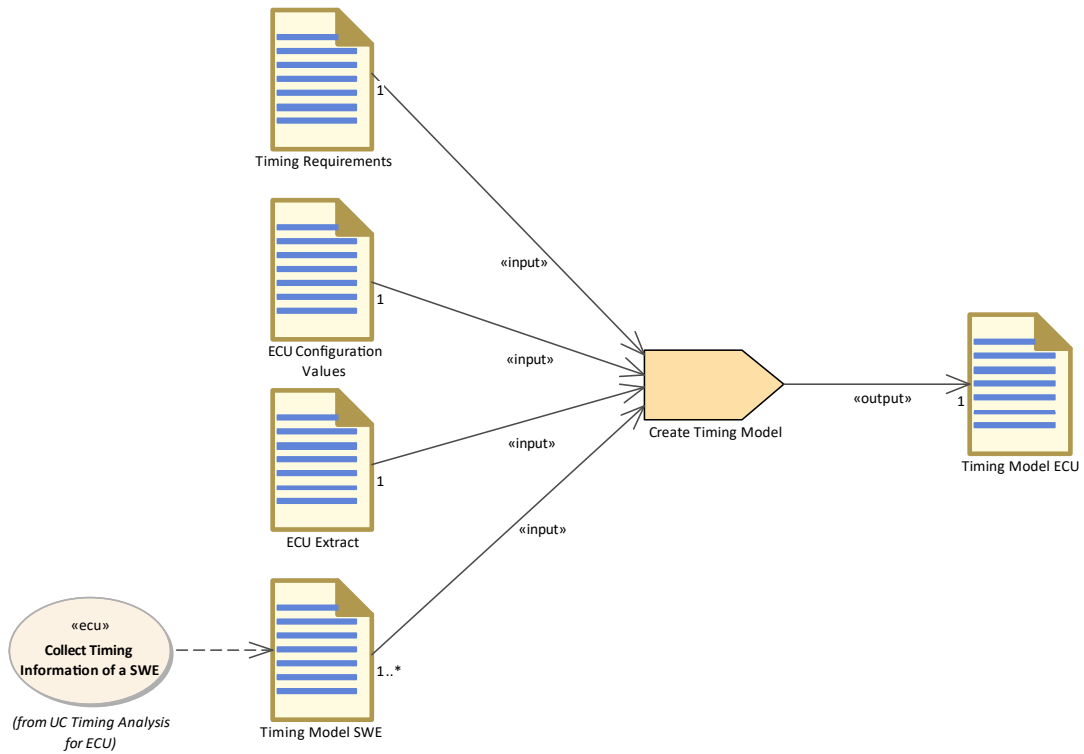 1
Timing Requirements
«input»
1
ECU Configuration
Values
«input»
1
ECU Extract
«input»
Create Timing Model
«output»
1
Timing Model ECU
«input»
«ecu»
Collect Timing
Information of a SWE
(from UC Timing Analysis
for ECU)
1..*
Timing Model SWE